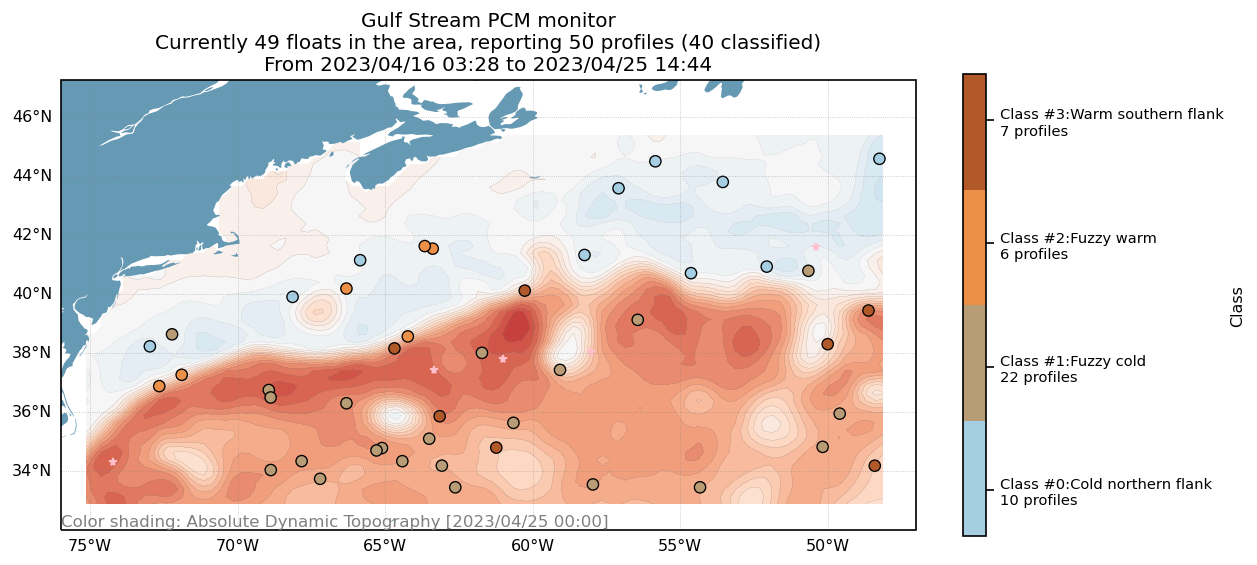 Gulf Stream PCM monitor
Currently 49 floats in the area, reporting 50 profiles (40 classified)
From 2023/04/16 03:28 to 2023/04/25 14:44
46°N
44°N
42°N
40°N
38°N
36°N
34°N
Color shading: Absolute Dynamic Topography [2023/04/25 00:00]
75°W
70°W
65°W
60°W
55°W
50°W
Class #3:Warm southern flank
7 profiles
Class #2:Fuzzy warm
6 profiles
Class #1:Fuzzy cold
22 profiles
Class #0:Cold northern flank
10 profiles
Class